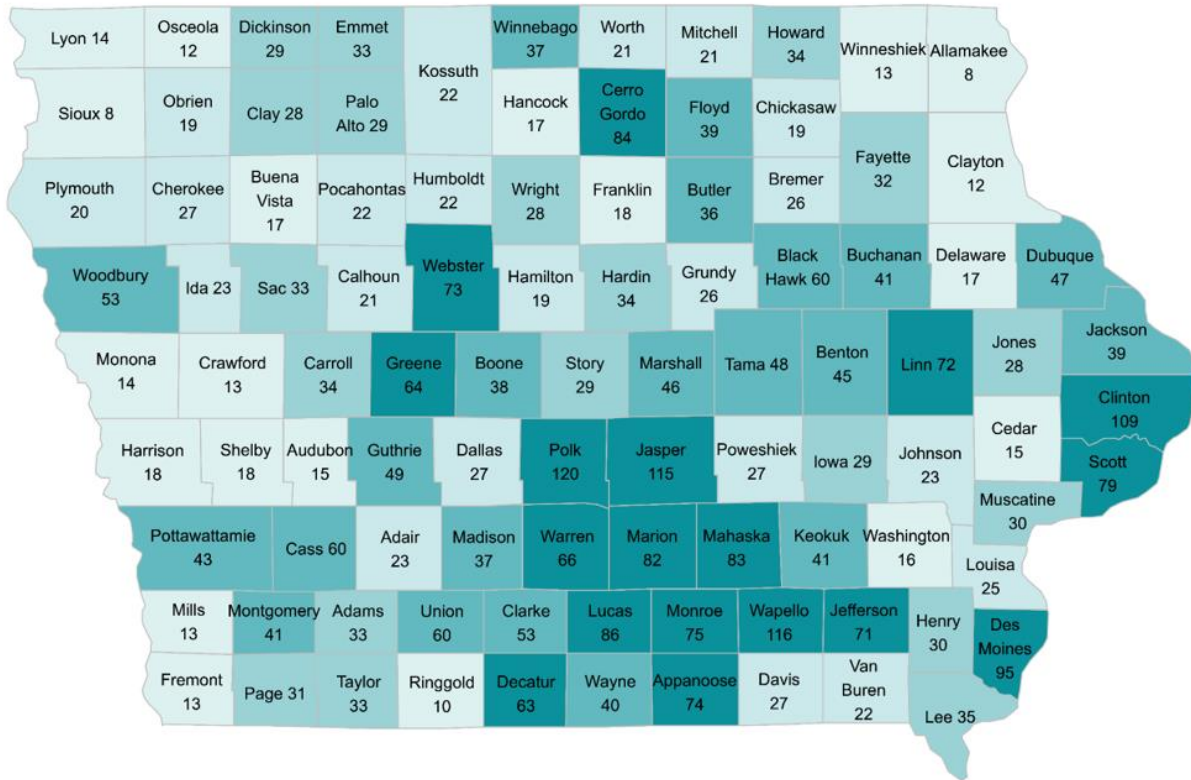 Lyon 14
Osceola
12
Dickinson
29
Emmet
33
Kossuth
22
Winnebago
37
Worth
21
Mitchell
21
Howard
34
Winneshiek
13
Allamakee
8
Sioux 8
Obrien
19
Clay 28
Palo
Alto 29
Hancock
17
Cerro
Gordo
84
Floyd
39
Chickasaw
19
Fayette
32
Clayton
12
Plymouth
20
Cherokee
27
Buena
Vista
17
Pocahontas
22
Humboldt
22
Wright
28
Franklin
18
Butler
36
Bremer
26
Woodbury
53
Ida 23
Sac 33
Calhoun
21
Webster
73
Hamilton
19
Hardin
34
Grundy
26
Black
Hawk 60
Buchanan
41
Delaware
17
Dubuque
47
Monona
14
Crawford
13
Carroll
34
Greene
64
Boone
38
Story
29
Marshall
46
Tama 48
Benton
45
Linn 72
Jones
28
Jackson
39
Clinton
109
Harrison
18
Shelby
18
Audubon
15
Guthrie
49
Dallas
27
Polk
120
Jasper
115
Poweshiek
27
Iowa 29
Johnson
23
Cedar
15
Scott
79
Muscatine
30
Pottawattamie
43
Cass 60
Adair
23
Madison
37
Warren
66
Marion
82
Mahaska
83
Keokuk
41
Washington
16
Louisa
25
Mills
13
Montgomery
41
Adams
33
Union
60
Clarke
53
Lucas
86
Monroe
75
Wapello
116
Jefferson
71
Henry
30
Des
Moines
95
Fremont
13
Page 31
Taylor
33
Ringgold
10
Decatur
63
Wayne
40
Appanoose
74
Davis
27
Van
Buren
22
Lee 35